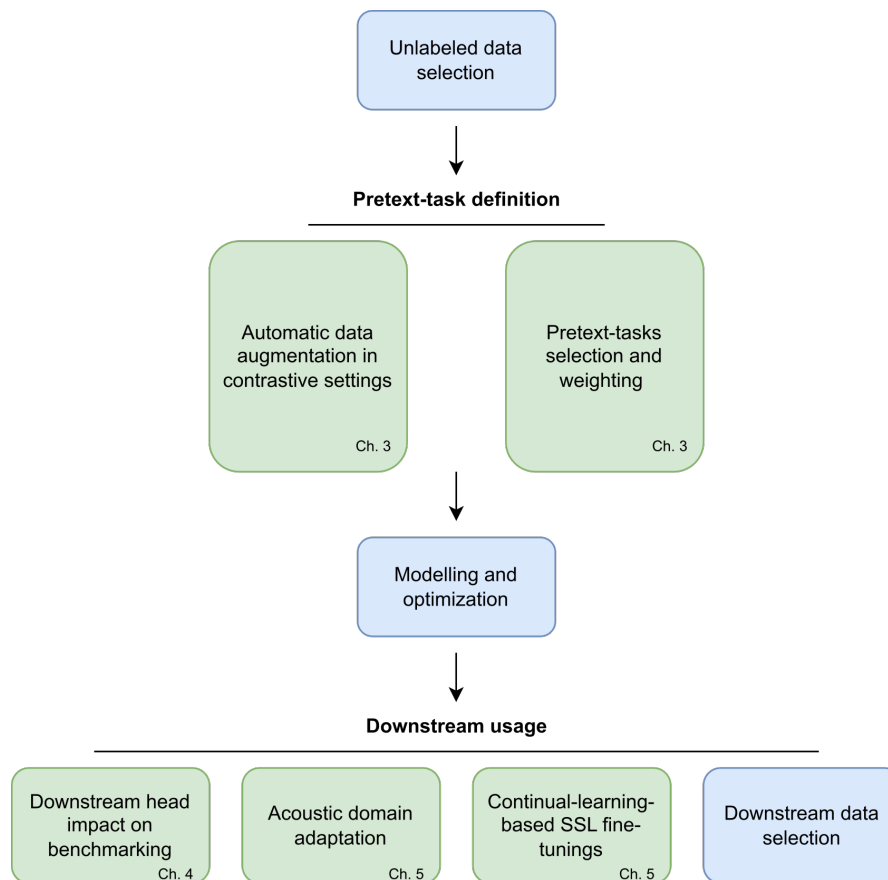 Unlabeled data
selection
Pretext-task definition
Automatic data
augmentation in
contrastive settings
Ch. 3
Pretext-tasks
selection and
weighting
Ch. 3
Modelling and
optimization
Downstream usage
Downstream head
impact on
benchmarking
Ch. 4
Acoustic domain
adaptation
Ch. 5
Continual-learning-
based SSL fine-
tunings
Ch. 5
Downstream data
selection